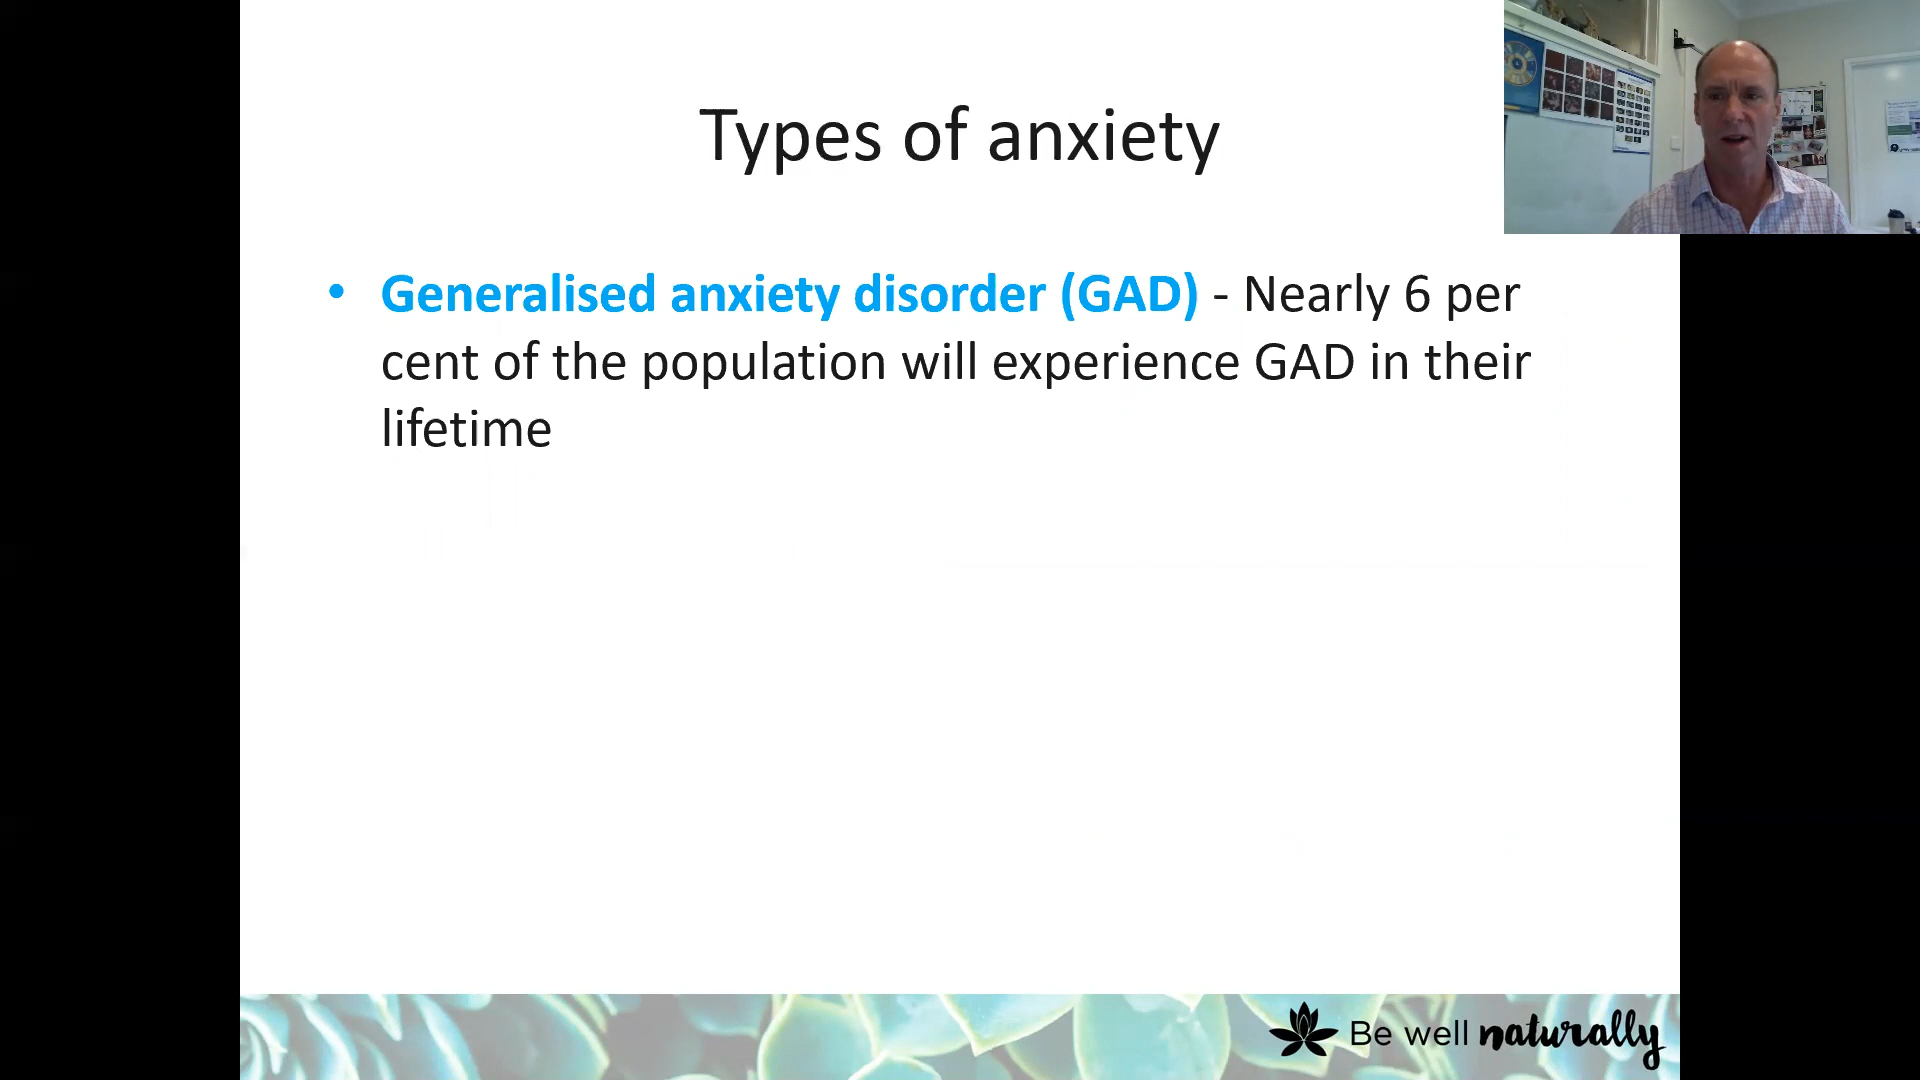 Types of anxiety
• Generalised anxiety disorder (GAD) - Nearly 6 per
cent of the population will experience GAD in their
lifetime
Be well naturally